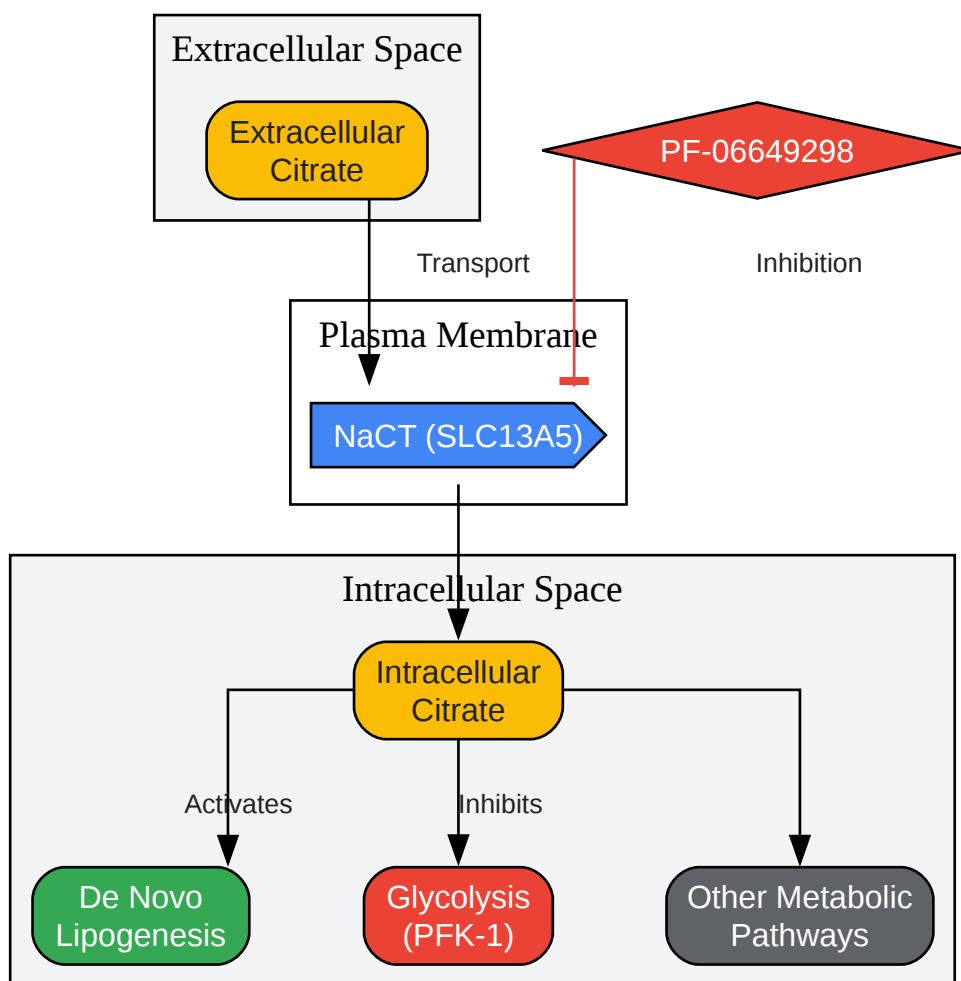 Extracellular Space
Extracellular
Citrate
PF-06649298
Transport
Inhibition
Plasma Membrane
NaCT (SLC13A5)
Intracellular Space
Intracellular
Citrate
Activates
Inhibits
De Novo
Lipogenesis
Glycolysis
(PFK-1)
Other Metabolic
Pathways